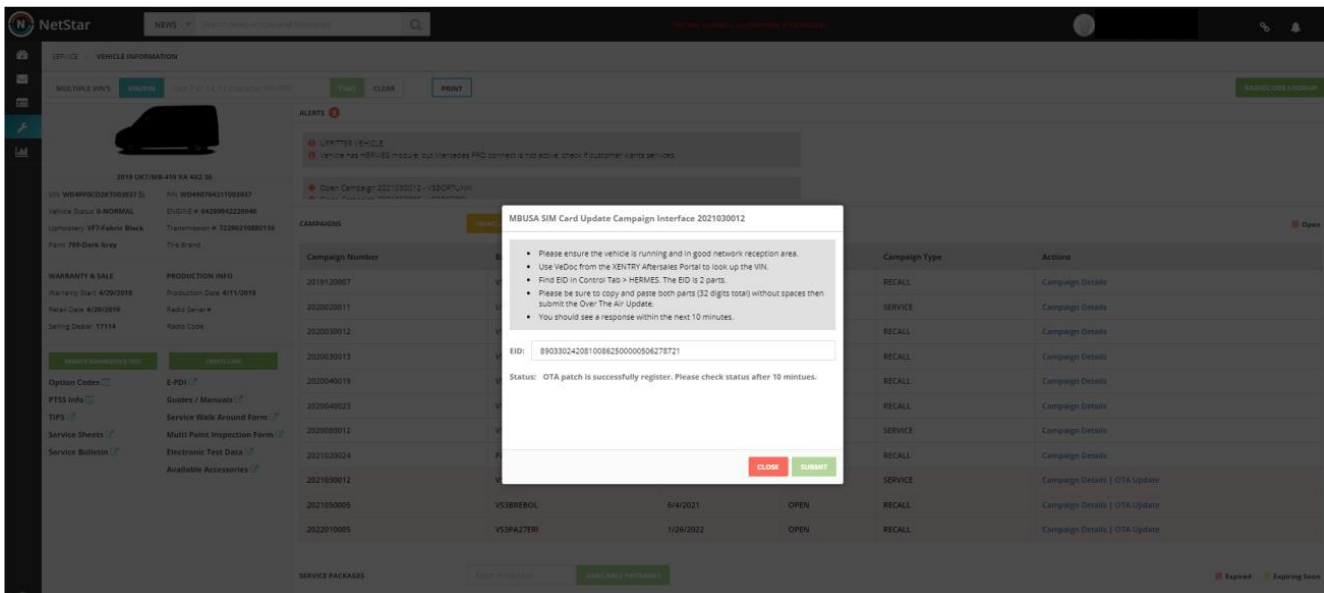 NetStar
NEWS
SERVICE VEHICLE INFORMATION
MULTIPLE VIN'S VIN/FIN FIND CLEAR PRINT RADIOCODE LOOKUP
ALERTS
UPFITTER VEHICLE
Vehicle has HERMES module, but Mercedes PRO connect is not active, check if customer wants services.
Open Campaign 2021030012 -
2019 UKT/MB-419 KA 4X2 36
Vehicle Status 0-NORMAL
Upholstery VF7-Fabric Black
Paint 7B9-Dark Grey
Tire Brand
WARRANTY & SALE
Warranty Start 4/29/2019
Retail Date 4/29/2019
Selling Dealer 17114
PRODUCTION INFO
Production Date 4/11/2019
Radio Serial #
Radio Code
REMOTE DIAGNOSTICS TEST CREDIT CARD
Option Codes
PTSS Info
TIPS
Service Sheets
Service Bulletin
E-PDI
Guides / Manuals
Service Walk Around Form
Multi Point Inspection Form
Electronic Test Data
Available Accessories
CAMPAIGNS Open
Campaign Number Campaign Type Actions
2019120007 RECALL Campaign Details
2020020011 SERVICE Campaign Details
2020030012 RECALL Campaign Details
2020030013 RECALL Campaign Details
2020040019 RECALL Campaign Details
2020040023 RECALL Campaign Details
2020080012 SERVICE Campaign Details
2021020024 RECALL Campaign Details
2021030012 SERVICE Campaign Details | OTA Update
2021050005 VS3BREBOL 6/4/2021 OPEN RECALL Campaign Details | OTA Update
2022010005 VS3PA27ERI 1/26/2022 OPEN RECALL Campaign Details | OTA Update
SERVICE PACKAGES AVAILABLE PACKAGES Expired Expiring Soon
MBUSA SIM Card Update Campaign Interface 2021030012
Please ensure the vehicle is running and in good network reception area.
Use VeDoc from the XENTRY Aftersales Portal to look up the VIN.
Find EID in Control Tab > HERMES. The EID is 2 parts.
Please be sure to copy and paste both parts (32 digits total) without spaces then
submit the Over The Air Update.
You should see a response within the next 10 minutes.
EID: 89033024208100862500000506278721
Status: OTA patch is successfully register. Please check status after 10 mintues.
CLOSE SUBMIT